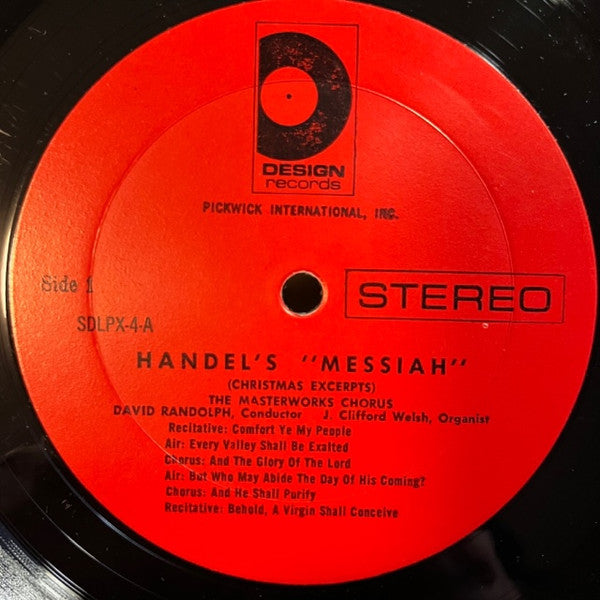 DESIGN
records
PICKWICK INTERNATIONAL, INC.
Side 1
STEREO
SDLPX-4-A
HANDEL'S "MESSIAH"
(CHRISTMAS EXCERPTS)
THE MASTERWORKS CHORUS
DAVID RANDOLPH, Conductor J. Clifford Welsh, Organist
Recitative: Comfort Ye My People
Air: Every Valley Shall Be Exalted
Chorus: And The Glory Of The Lord
Air: But Who May Abide The Day Of His Coming?
Chorus: And He Shall Purify
Recitative: Behold, A Virgin Shall Conceive